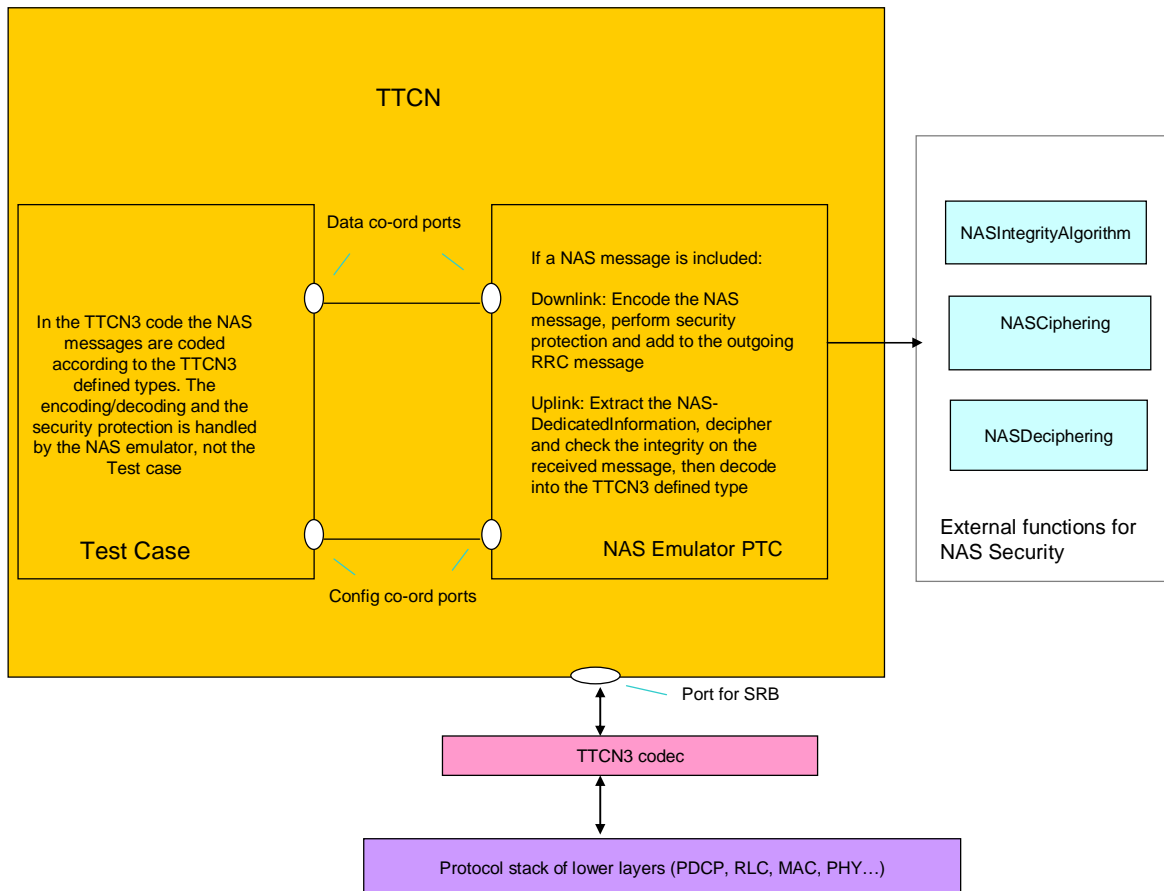 TTCN
Data co-ord ports
In the TTCN3 code the NAS
messages are coded
according to the TTCN3
defined types. The
encoding/decoding and the
security protection is handled
by the NAS emulator, not the
Test case
Test Case
If a NAS message is included:
Downlink: Encode the NAS
message, perform security
protection and add to the outgoing
RRC message
Uplink: Extract the NAS-
DedicatedInformation, decipher
and check the integrity on the
received message, then decode
into the TTCN3 defined type
NAS Emulator PTC
Config co-ord ports
NASIntegrityAlgorithm
NASCiphering
NASDeciphering
External functions for
NAS Security
Port for SRB
TTCN3 codec
Protocol stack of lower layers (PDCP, RLC, MAC, PHY…)